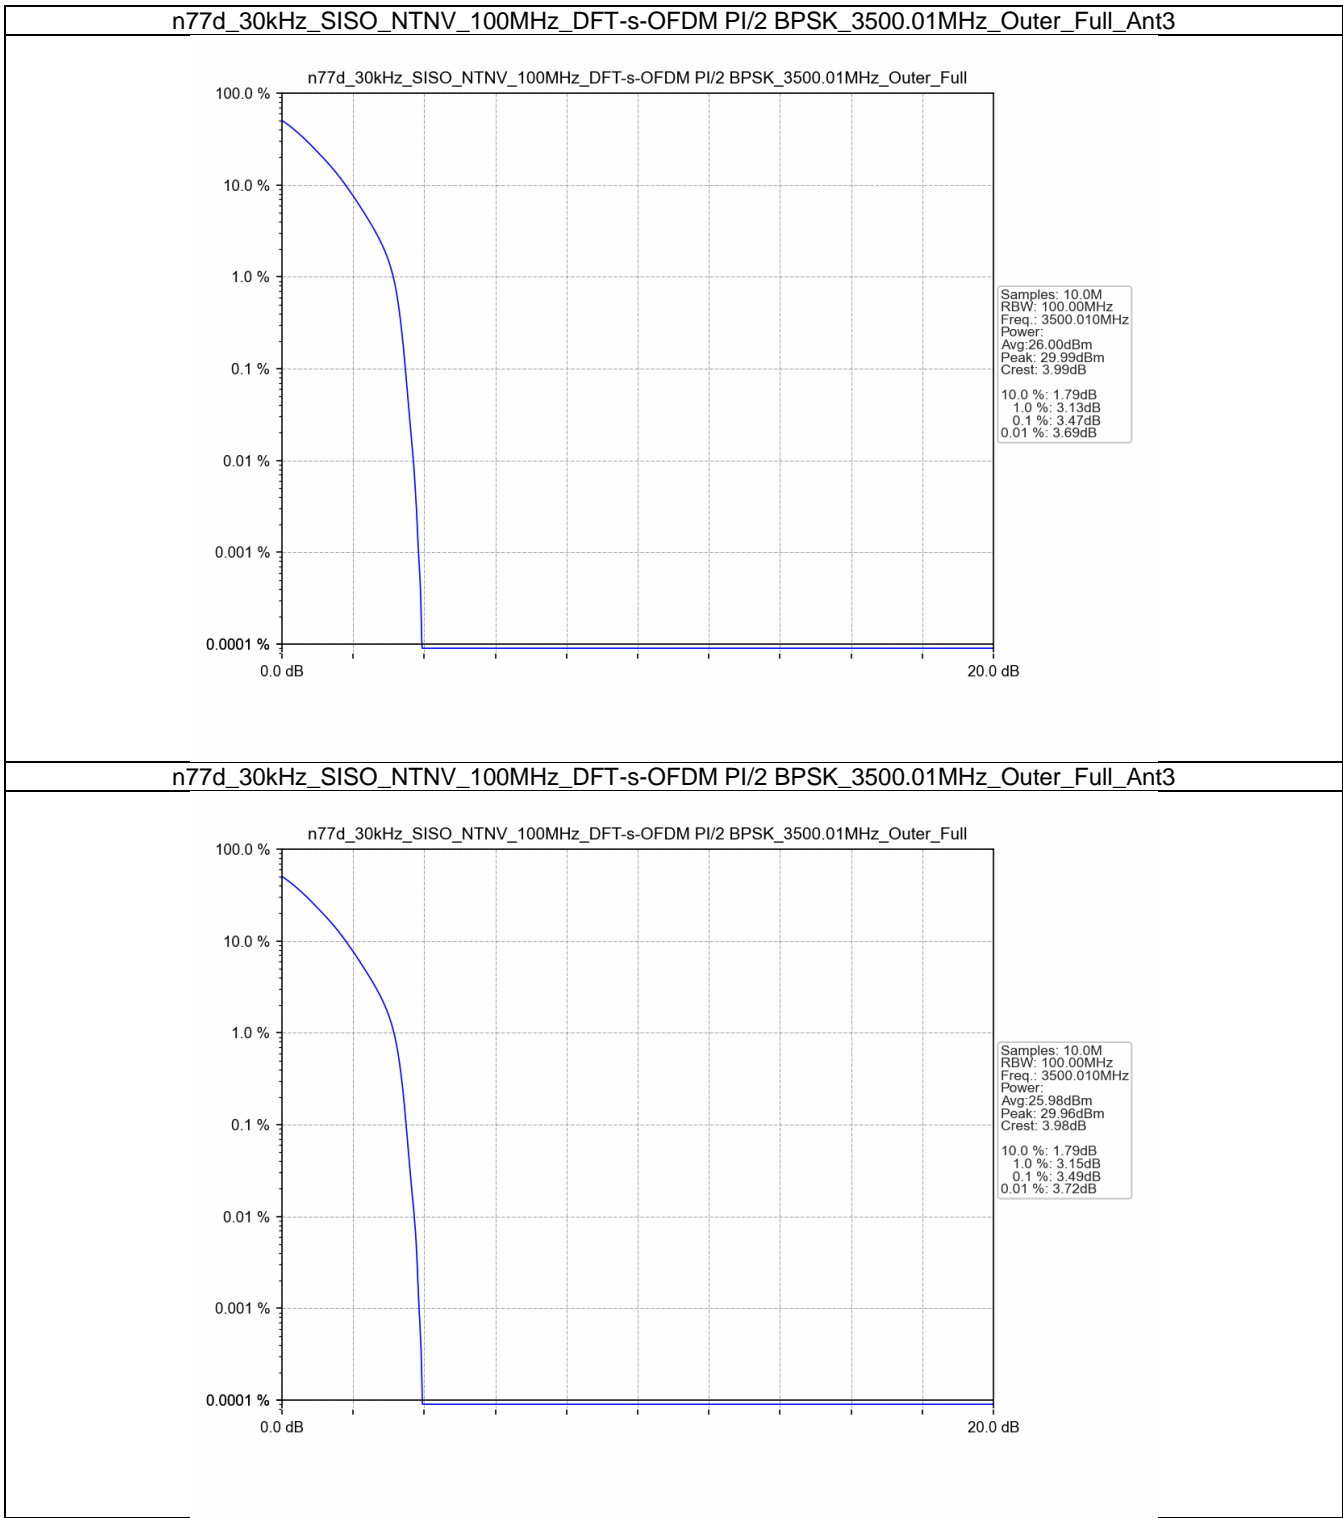 n77d_30kHz_SISO_NTNV_100MHz_DFT-s-OFDM PI/2 BPSK_3500.01MHz_Outer_Full_Ant3
n77d_30kHz_SISO_NTNV_100MHz_DFT-s-OFDM PI/2 BPSK_3500.01MHz_Outer_Full
100.0 %
10.0 %
1.0 %
0.1 %
0.01 %
0.001 %
0.0001 %
0.0 dB
20.0 dB
Samples: 10.0M
RBW: 100.00MHz
Freq.: 3500.010MHz
Power:
Avg:26.00dBm
Peak: 29.99dBm
Crest: 3.99dB
10.0 %: 1.79dB
1.0 %: 3.13dB
0.1 %: 3.47dB
0.01 %: 3.69dB
n77d_30kHz_SISO_NTNV_100MHz_DFT-s-OFDM PI/2 BPSK_3500.01MHz_Outer_Full_Ant3
n77d_30kHz_SISO_NTNV_100MHz_DFT-s-OFDM PI/2 BPSK_3500.01MHz_Outer_Full
100.0 %
10.0 %
1.0 %
0.1 %
0.01 %
0.001 %
0.0001 %
0.0 dB
20.0 dB
Samples: 10.0M
RBW: 100.00MHz
Freq.: 3500.010MHz
Power:
Avg:25.98dBm
Peak: 29.96dBm
Crest: 3.98dB
10.0 %: 1.79dB
1.0 %: 3.15dB
0.1 %: 3.49dB
0.01 %: 3.72dB